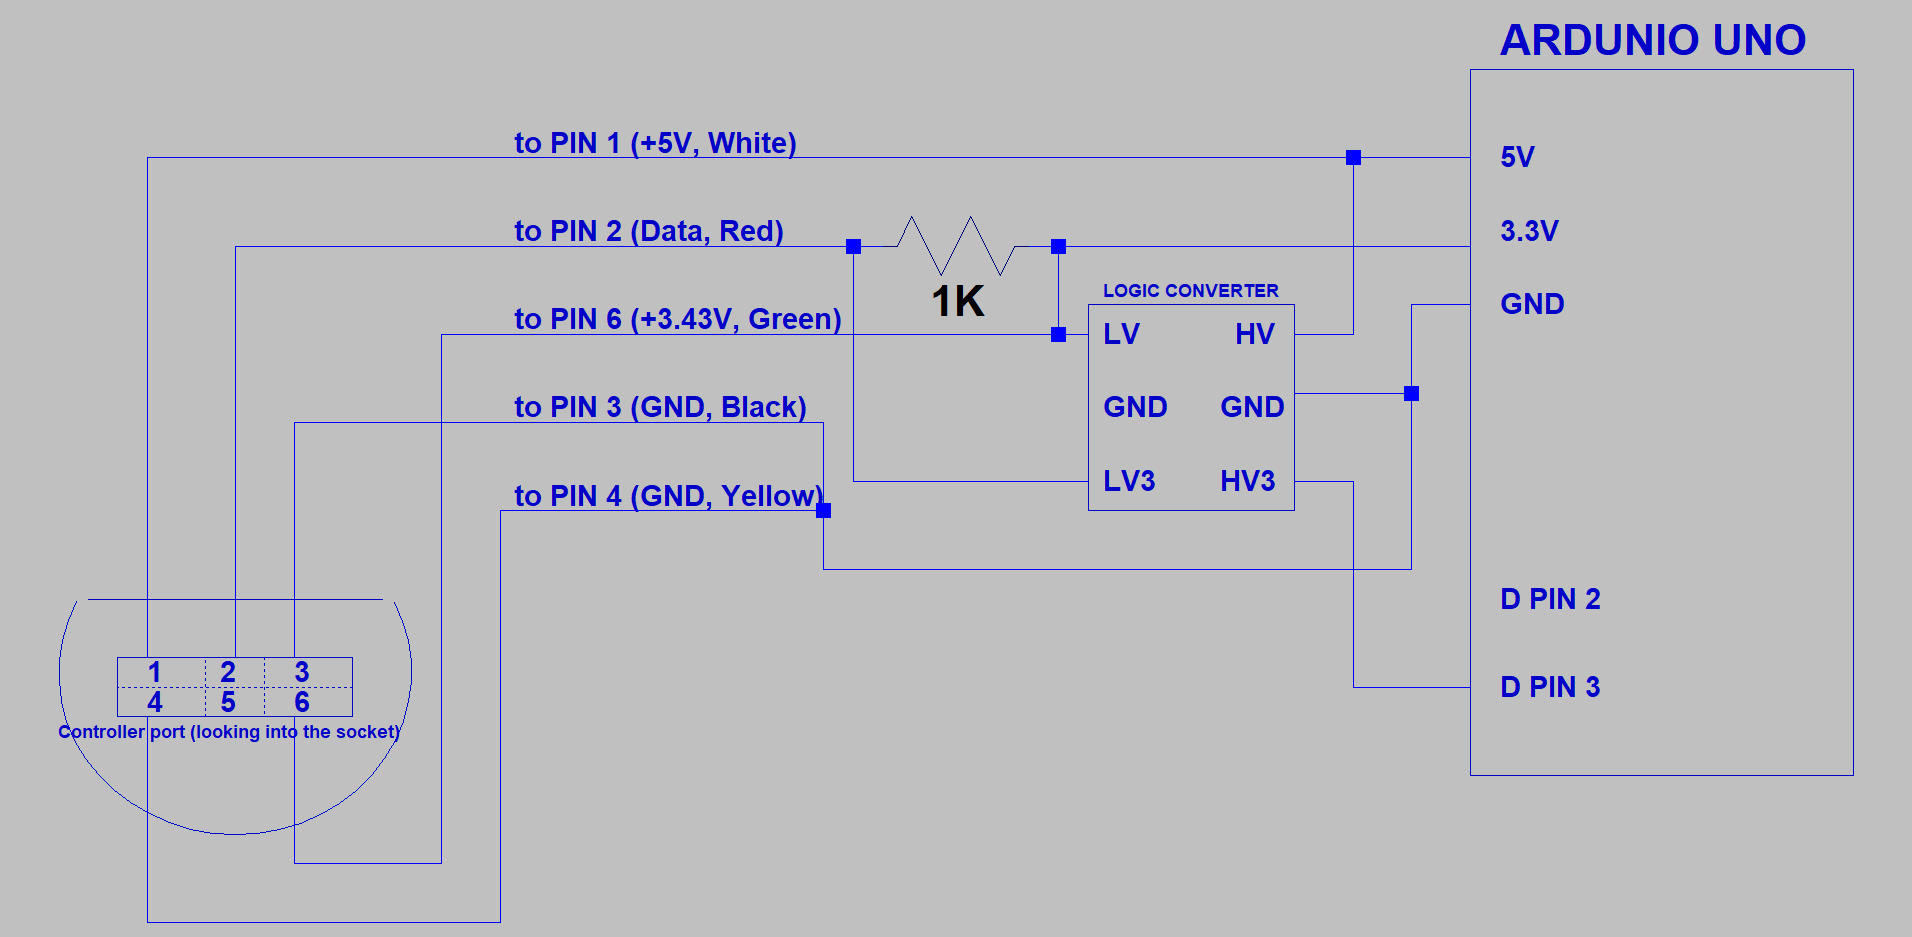 ARDUNIO UNO
to PIN 1 (+5V, White)
5V
to PIN 2 (Data, Red)
3.3V
1K
LOGIC CONVERTER
GND
to PIN 6 (+3.43V, Green)
LV HV
to PIN 3 (GND, Black)
GND GND
to PIN 4 (GND, Yellow)
LV3 HV3
D PIN 2
D PIN 3
1 2 3
4 5 6
Controller port (looking into the socket)